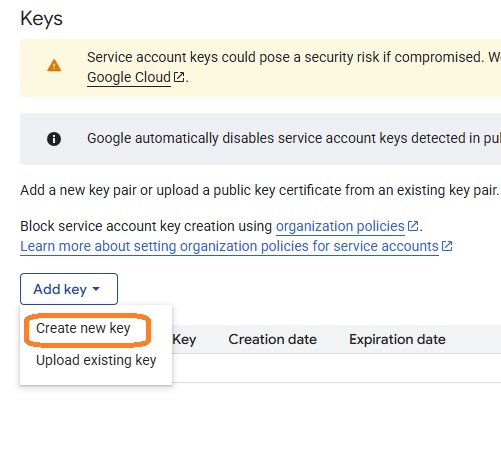 Keys
Service account keys could pose a security risk if compromised. W
Google Cloud.
Google automatically disables service account keys detected in pu
Add a new key pair or upload a public key certificate from an existing key pair.
Block service account key creation using organization policies.
Learn more about setting organization policies for service accounts
Add key
Create new key
Key Creation date Expiration date
Upload existing key